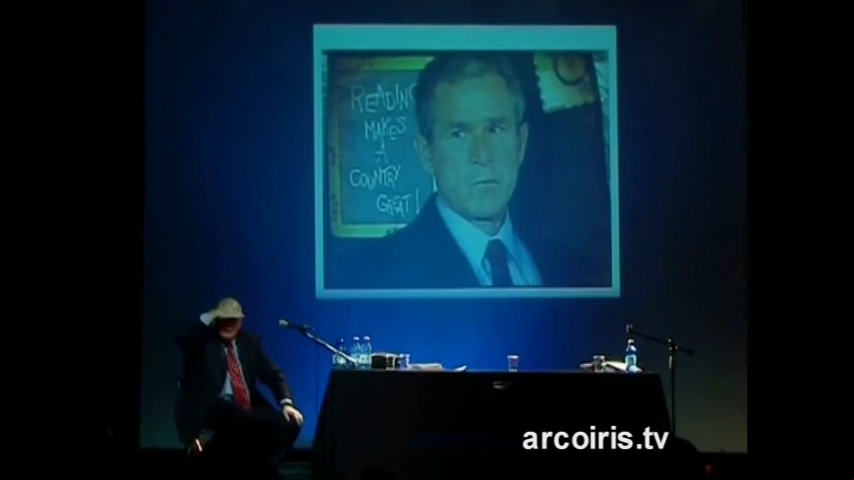 READING
MAKES
A
COUNTRY
GREAT!
arcoiris.tv